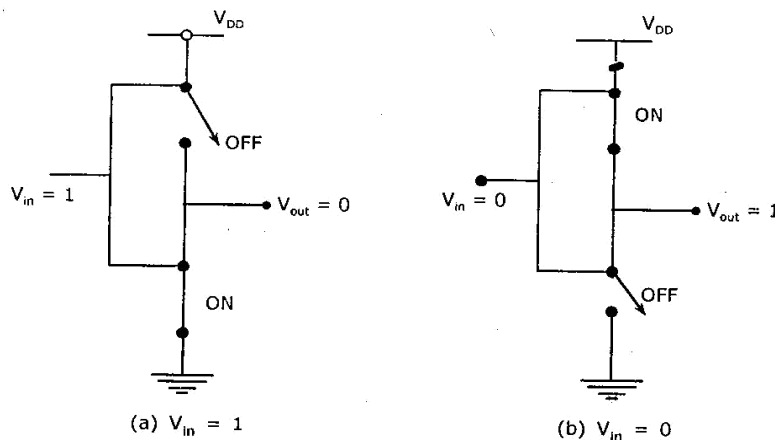 V_DD
OFF
V_in = 1
V_out = 0
ON
(a) V_in = 1
V_DD
ON
V_in = 0
V_out = 1
OFF
(b) V_in = 0